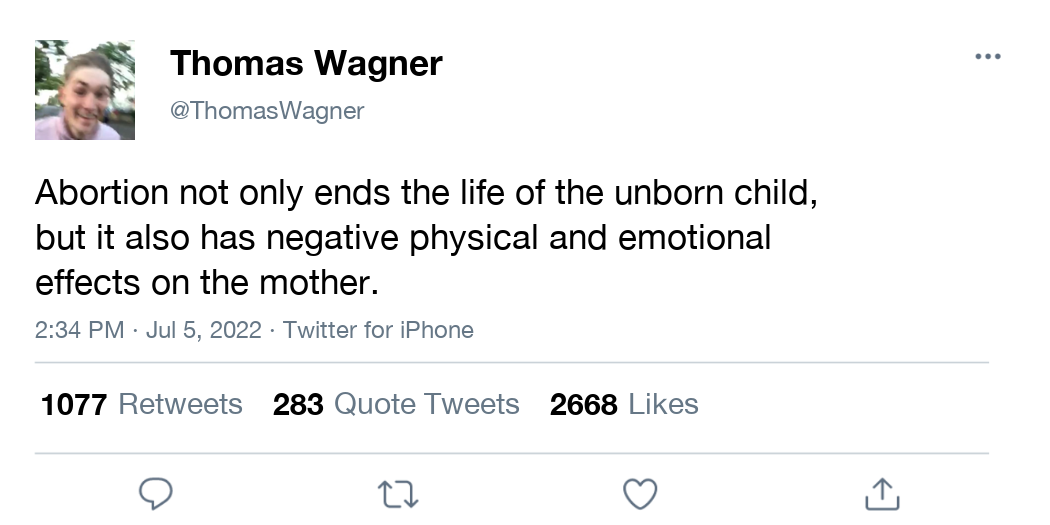 Thomas Wagner
@ThomasWagner
Abortion not only ends the life of the unborn child,
but it also has negative physical and emotional
effects on the mother.
2:34 PM · Jul 5, 2022 · Twitter for iPhone
1077 Retweets 283 Quote Tweets 2668 Likes